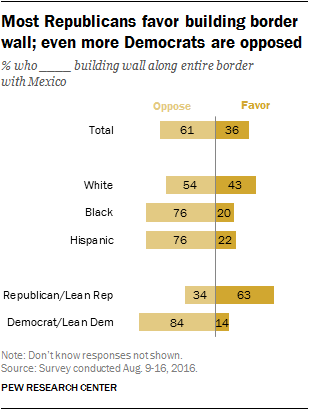 Most Republicans favor building border
wall; even more Democrats are opposed
% who ____ building wall along entire border
with Mexico
Oppose Favor
Total 61 36
White 54 43
Black 76 20
Hispanic 76 22
Republican/Lean Rep 34 63
Democrat/Lean Dem 84 14
Note: Don't know responses not shown.
Source: Survey conducted Aug. 9-16, 2016.
PEW RESEARCH CENTER